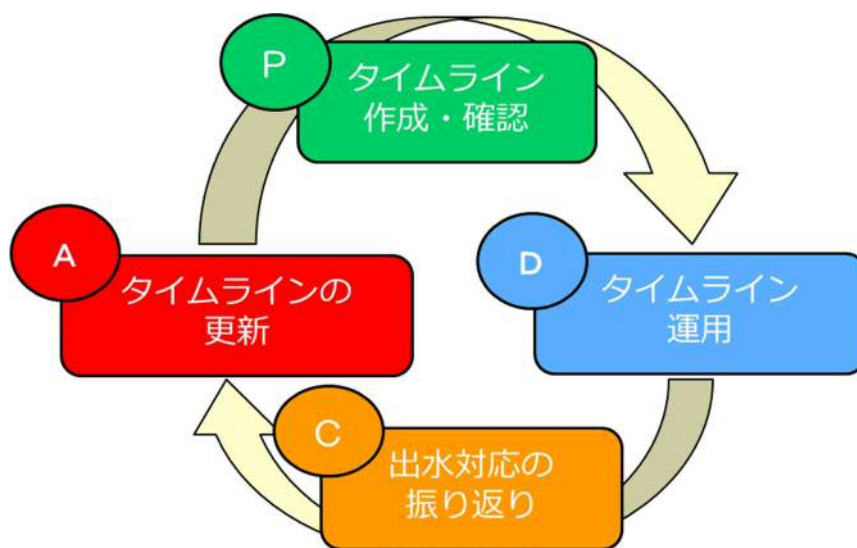 P
タイムライン
作成・確認
D
タイムライン
運用
C
出水対応の
振り返り
A
タイムラインの
更新